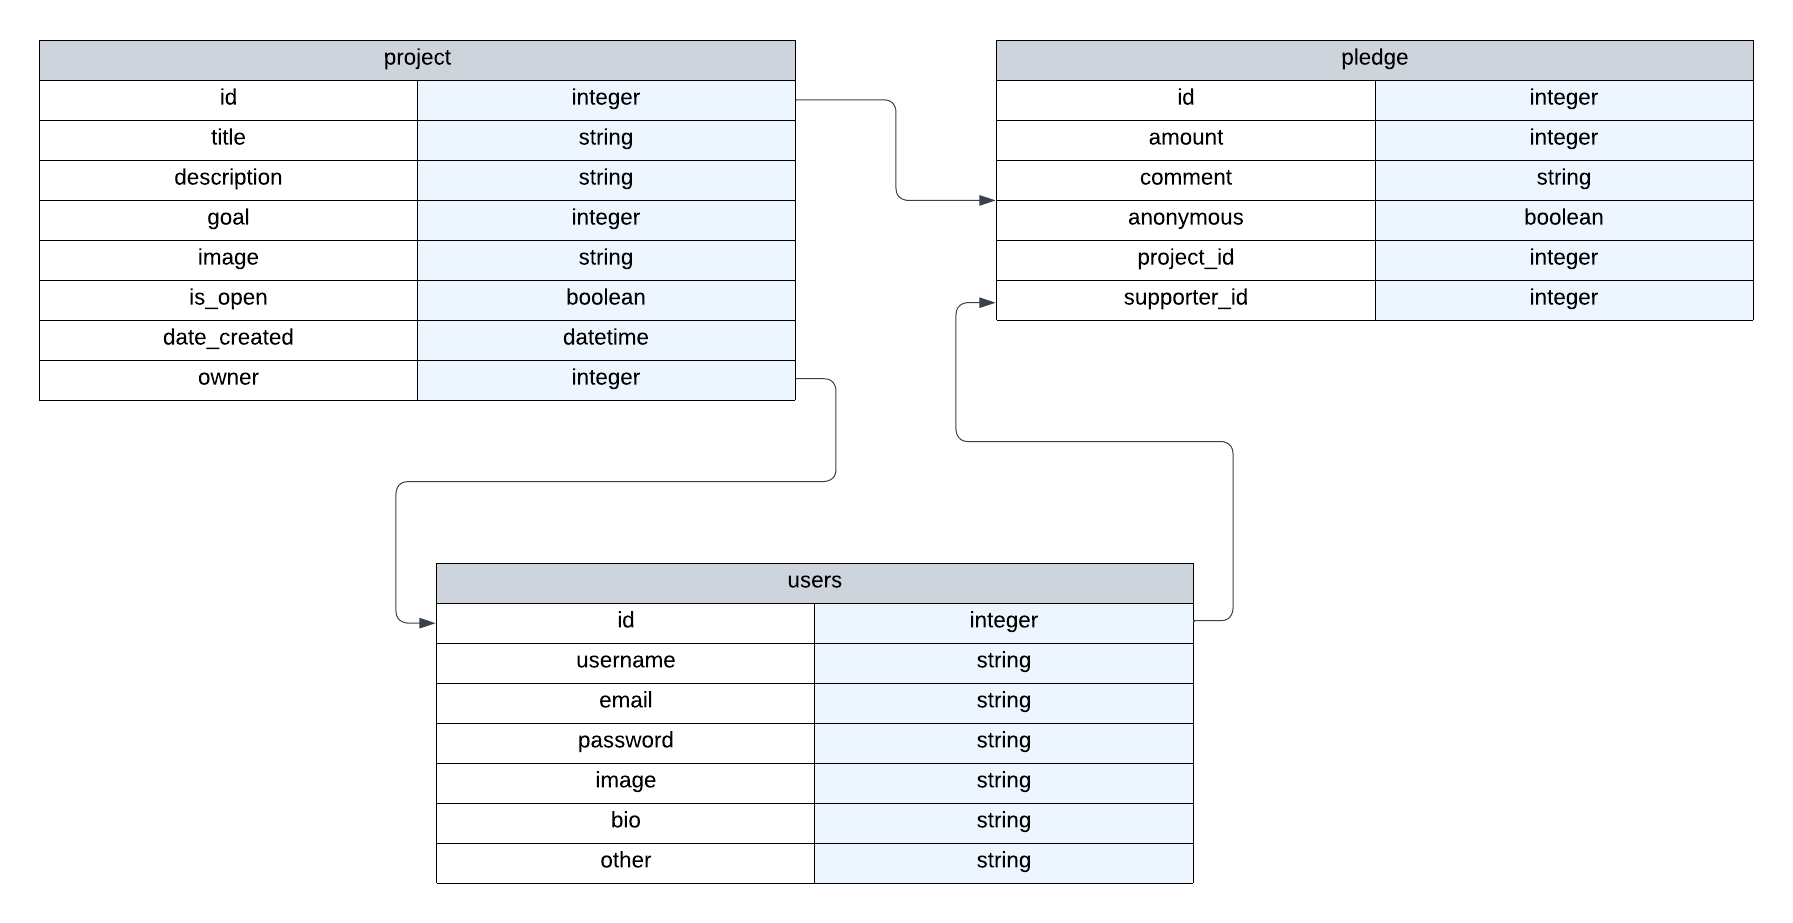 project
id integer
title string
description string
goal integer
image string
is_open boolean
date_created datetime
owner integer
pledge
id integer
amount integer
comment string
anonymous boolean
project_id integer
supporter_id integer
users
id integer
username string
email string
password string
image string
bio string
other string